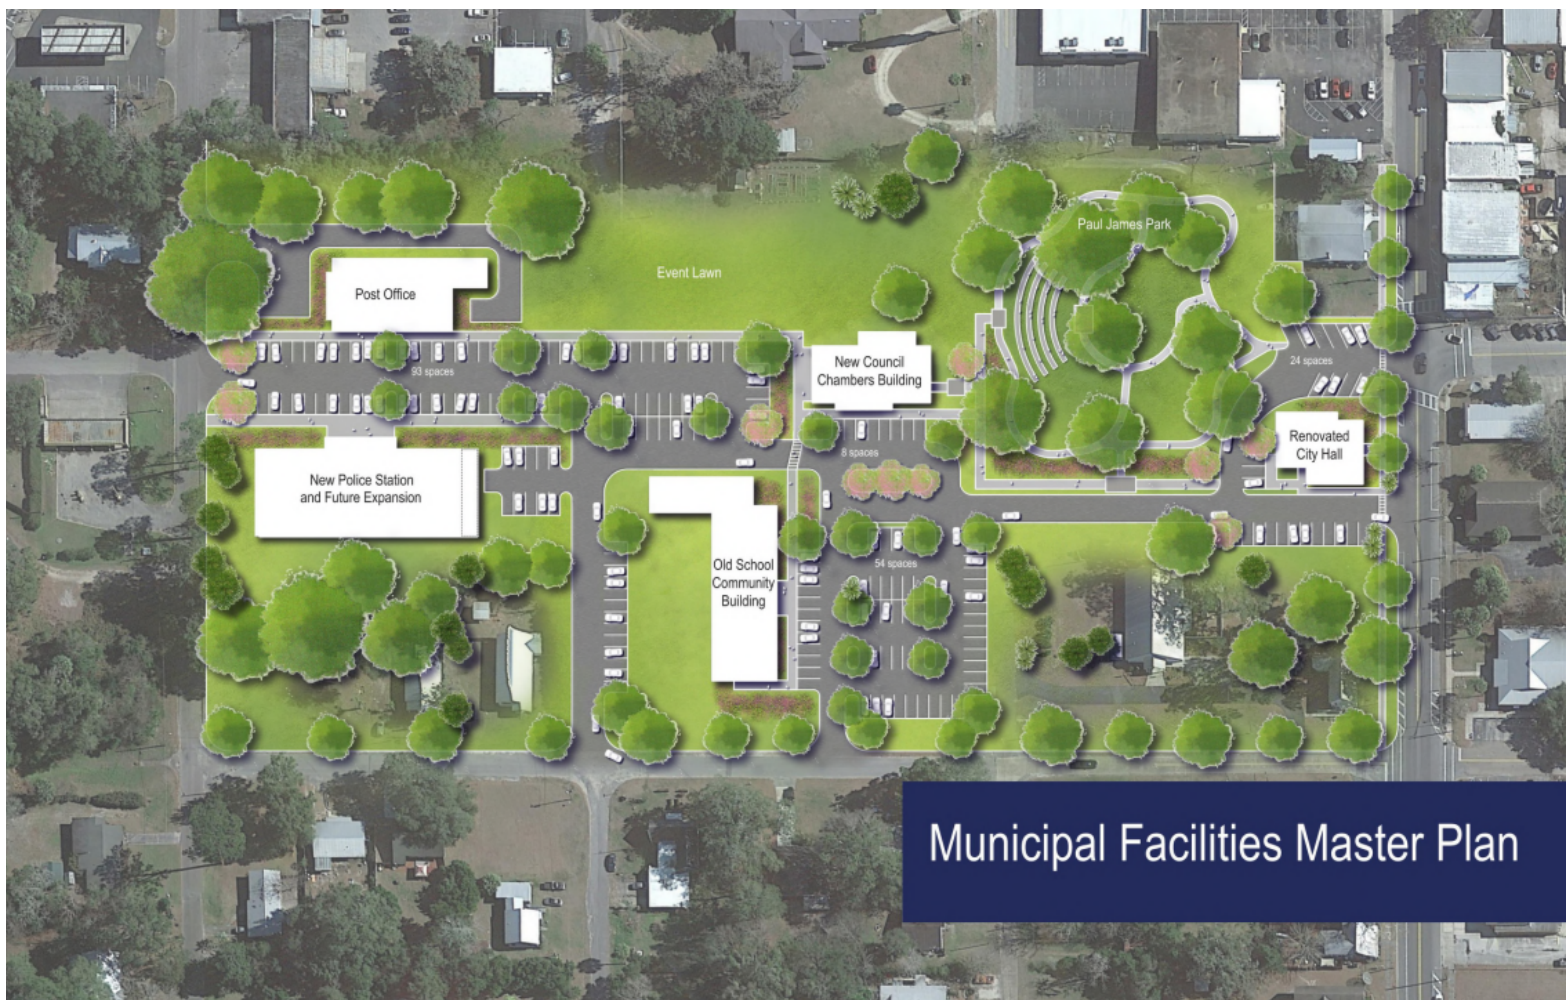 Paul James Park
Event Lawn
Post Office
93 spaces
New Council
Chambers Building
24 spaces
8 spaces
Renovated
City Hall
New Police Station
and Future Expansion
Old School
Community
Building
54 spaces
Municipal Facilities Master Plan